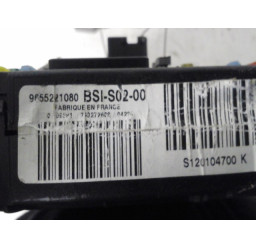 9655221080 BSI-S02-00
FABRIQUE EN FRANCE
S120104700 K